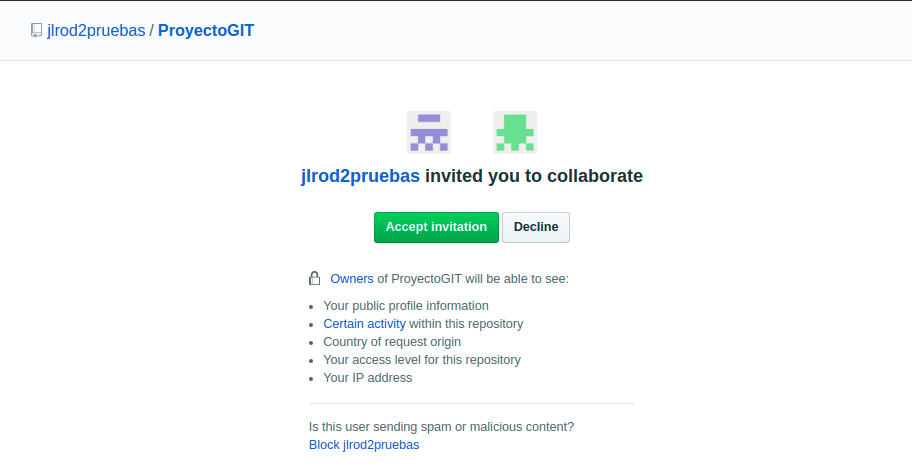 jlrod2pruebas / ProyectoGIT
jlrod2pruebas invited you to collaborate
Accept invitation Decline
Owners of ProyectoGIT will be able to see:
Your public profile information
Certain activity within this repository
Country of request origin
Your access level for this repository
Your IP address
Is this user sending spam or malicious content?
Block jlrod2pruebas